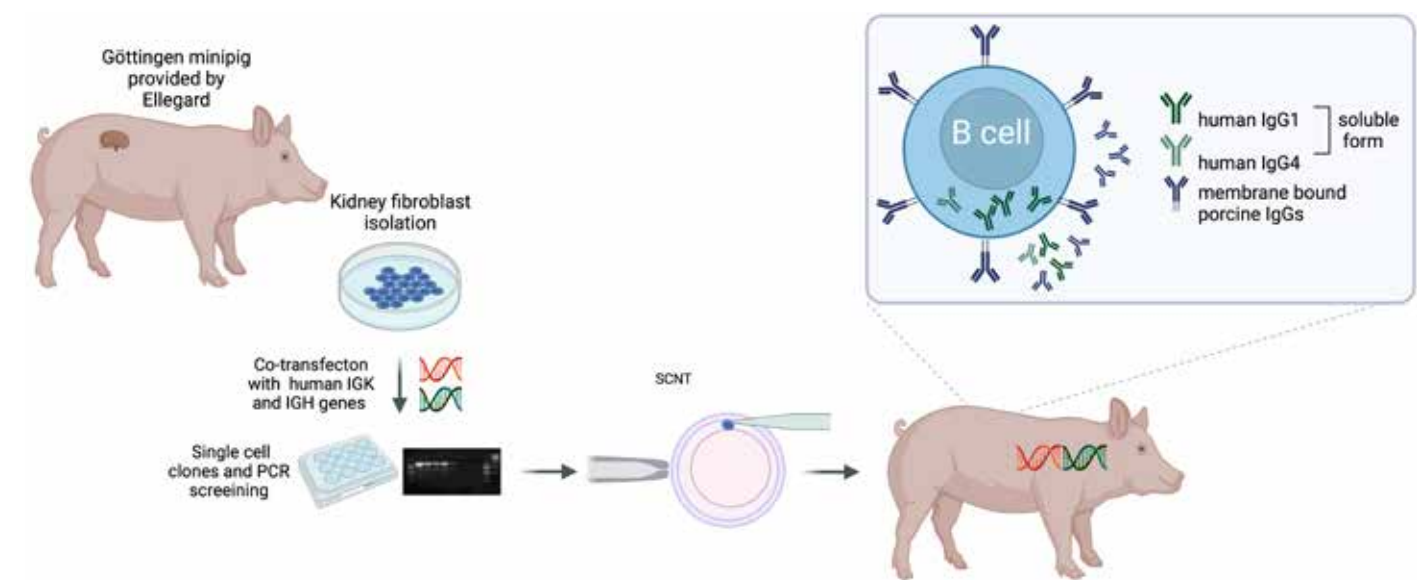 Göttingen minipig
provided by
Ellegard
Kidney fibroblast
isolation
Co-transfecton
with human IGK
and IGH genes
Single cell
clones and PCR
screeining
SCNT
B cell
human IgG1
human IgG4
soluble
form
membrane bound
porcine IgGs